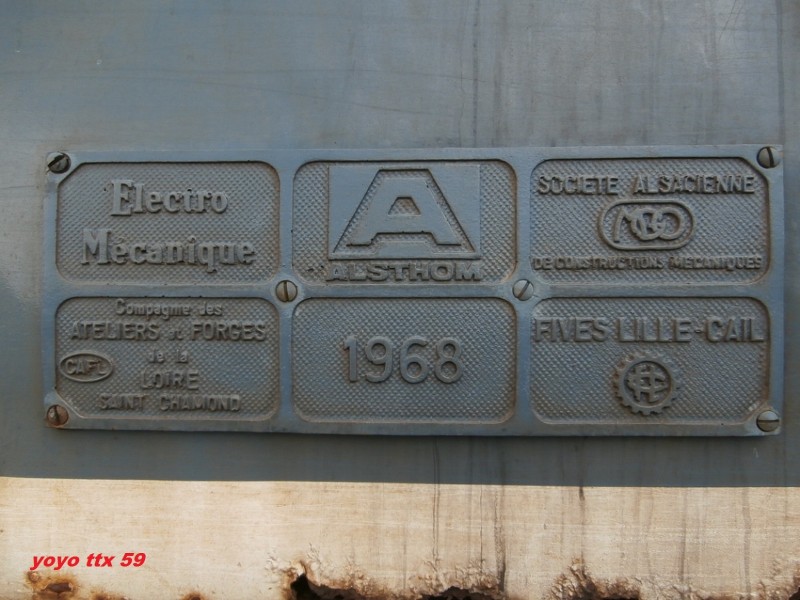 Electro
Mécanique
A
ALSTHOM
SOCIETE ALSACIENNE
MGO
DE CONSTRUCTIONS MECANIQUES
Compagnie des
ATELIERS et FORGES
de la
CAFL
LOIRE
SAINT CHAMOND
1968
FIVES LILLE-CAIL
yoyo ttx 59